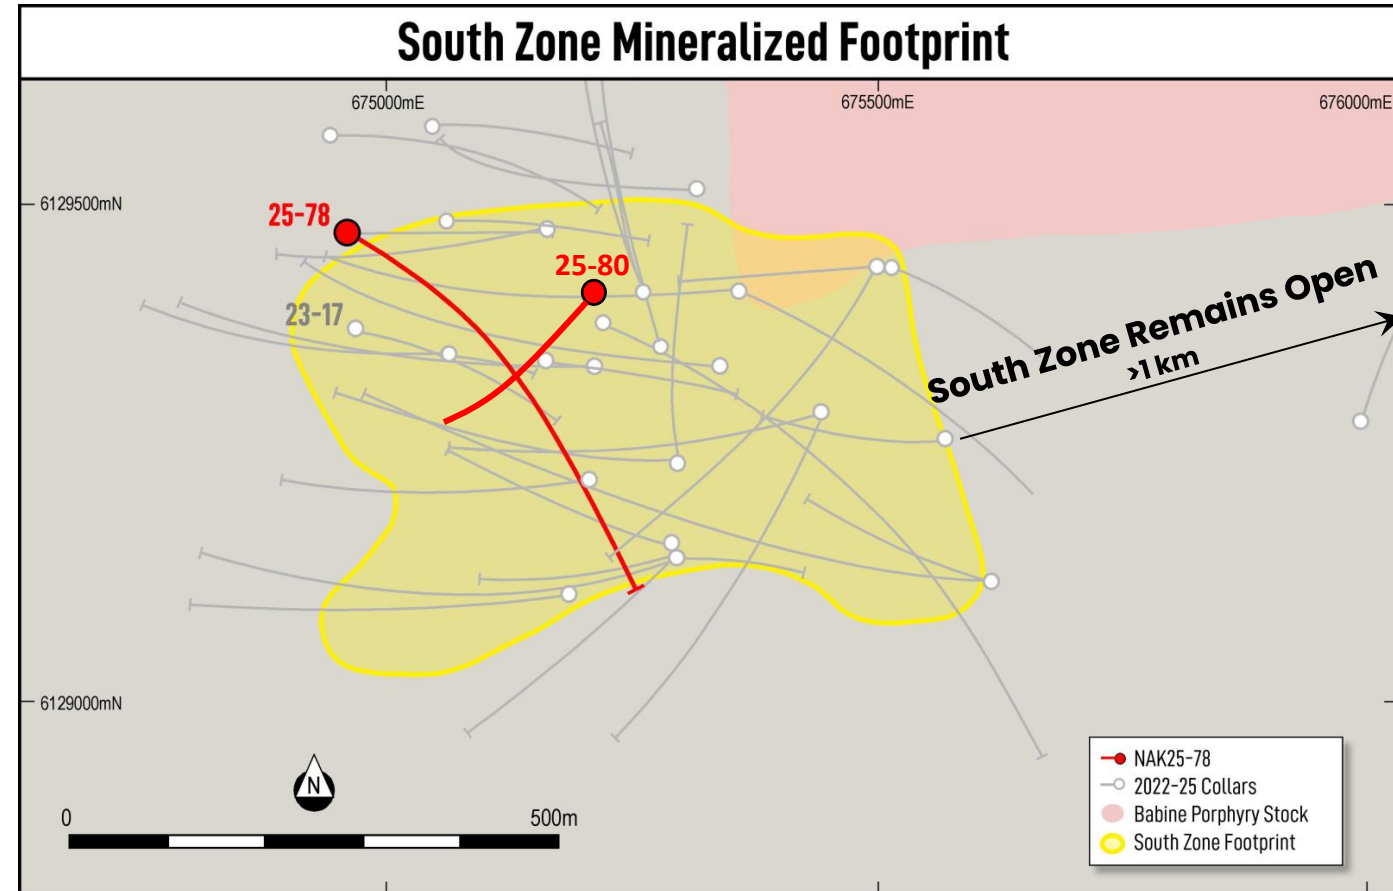 South Zone Mineralized Footprint
675000mE
675500mE
676000mE
6129500mN
25-78
25-80
23-17
South Zone Remains Open
>1 km
6129000mN
N
0
500m
NAK25-78
2022-25 Collars
Babine Porphyry Stock
South Zone Footprint